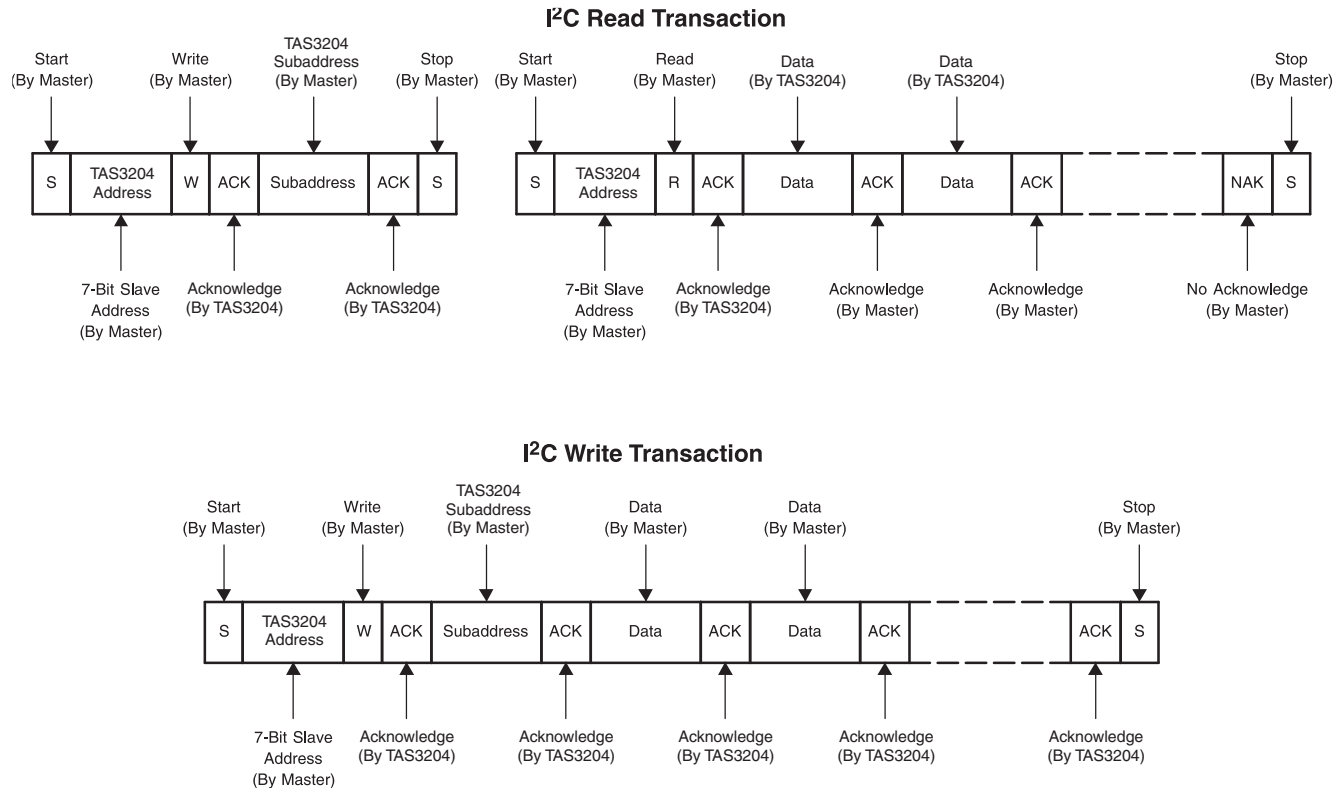 I²C Read Transaction
Start
(By Master)
Write
(By Master)
TAS3204
Subaddress
(By Master)
Stop
(By Master)
Start
(By Master)
Read
(By Master)
Data
(By TAS3204)
Data
(By TAS3204)
Stop
(By Master)
S
TAS3204
Address
W
ACK
Subaddress
ACK
S
S
TAS3204
Address
R
ACK
Data
ACK
Data
ACK
NAK
S
7-Bit Slave
Address
(By Master)
Acknowledge
(By TAS3204)
Acknowledge
(By TAS3204)
7-Bit Slave
Address
(By Master)
Acknowledge
(By TAS3204)
Acknowledge
(By Master)
Acknowledge
(By Master)
No Acknowledge
(By Master)
I²C Write Transaction
Start
(By Master)
Write
(By Master)
TAS3204
Subaddress
(By Master)
Data
(By Master)
Data
(By Master)
Stop
(By Master)
S
TAS3204
Address
W
ACK
Subaddress
ACK
Data
ACK
Data
ACK
ACK
S
7-Bit Slave
Address
(By Master)
Acknowledge
(By TAS3204)
Acknowledge
(By TAS3204)
Acknowledge
(By TAS3204)
Acknowledge
(By TAS3204)
Acknowledge
(By TAS3204)